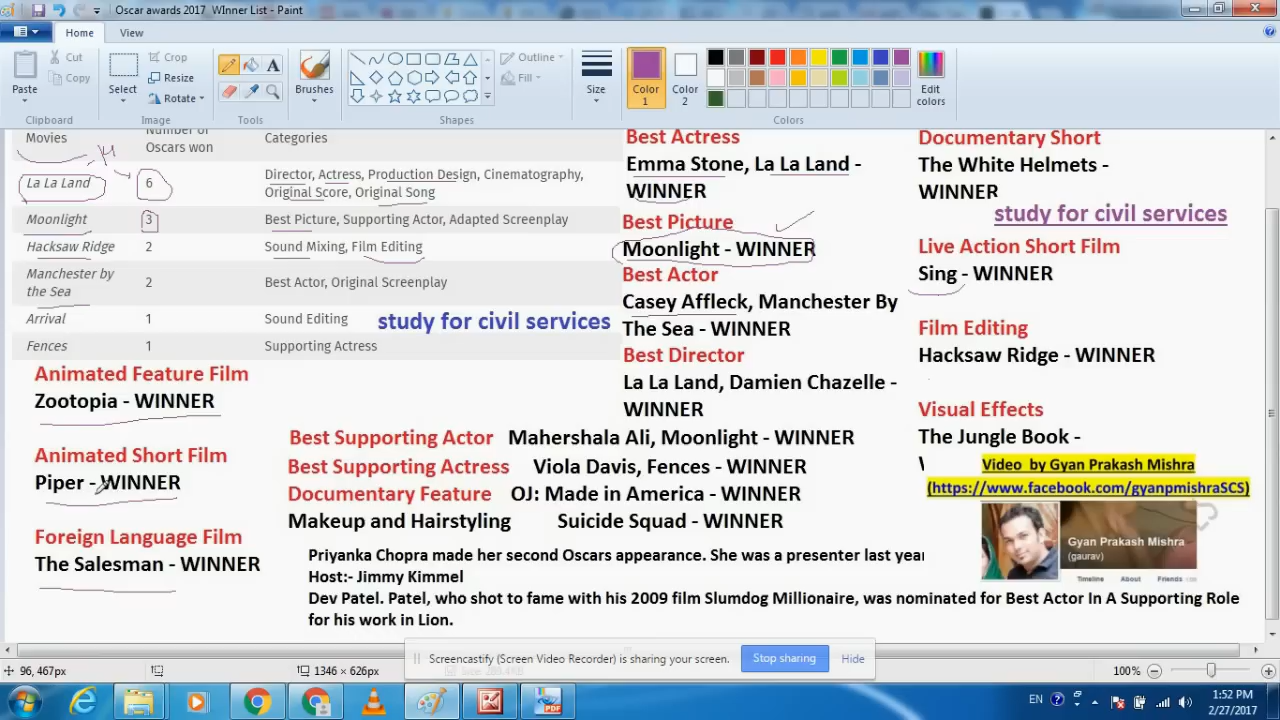 Oscar awards 2017 WInner List - Paint
Home
View
Paste
Cut
Copy
Select
Crop
Resize
Rotate
Brushes
Outline
Fill
Size
Color 1
Color 2
Edit colors
Clipboard
Image
Tools
Shapes
Colors
Movies
Number of Oscars won
Categories
La La Land
6
Director, Actress, Production Design, Cinematography,
Original Score, Original Song
Moonlight
3
Best Picture, Supporting Actor, Adapted Screenplay
Hacksaw Ridge
2
Sound Mixing, Film Editing
Manchester by
the Sea
2
Best Actor, Original Screenplay
Arrival
1
Sound Editing
study for civil services
Fences
1
Supporting Actress
Animated Feature Film
Zootopia - WINNER
Animated Short Film
Piper - WINNER
Foreign Language Film
The Salesman - WINNER
Best Actress
Emma Stone, La La Land -
WINNER
Best Picture
Moonlight - WINNER
Best Actor
Casey Affleck, Manchester By
The Sea - WINNER
Best Director
La La Land, Damien Chazelle -
WINNER
Best Supporting Actor Mahershala Ali, Moonlight - WINNER
Best Supporting Actress Viola Davis, Fences - WINNER
Documentary Feature OJ: Made in America - WINNER
Makeup and Hairstyling Suicide Squad - WINNER
Documentary Short
The White Helmets -
WINNER
study for civil services
Live Action Short Film
Sing - WINNER
Film Editing
Hacksaw Ridge - WINNER
Visual Effects
The Jungle Book -
Video by Gyan Prakash Mishra
(https://www.facebook.com/gyanpmishraSCS)
Gyan Prakash Mishra
(gaurav)
Timeline About Friends
Priyanka Chopra made her second Oscars appearance. She was a presenter last year
Host:- Jimmy Kimmel
Dev Patel. Patel, who shot to fame with his 2009 film Slumdog Millionaire, was nominated for Best Actor In A Supporting Role
for his work in Lion.
Screencastify (Screen Video Recorder) is sharing your screen.
Stop sharing
Hide
96, 467px
1346 × 626px
100%
EN
1:52 PM
2/27/2017